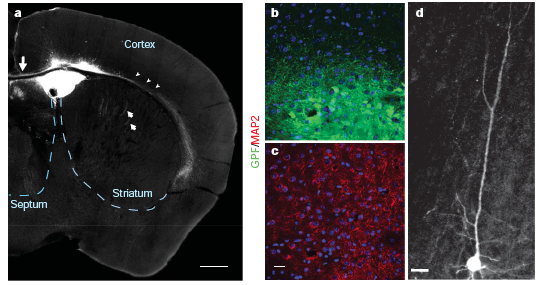 a
Cortex
Striatum
Septum
GPF/MAP2
b
c
d